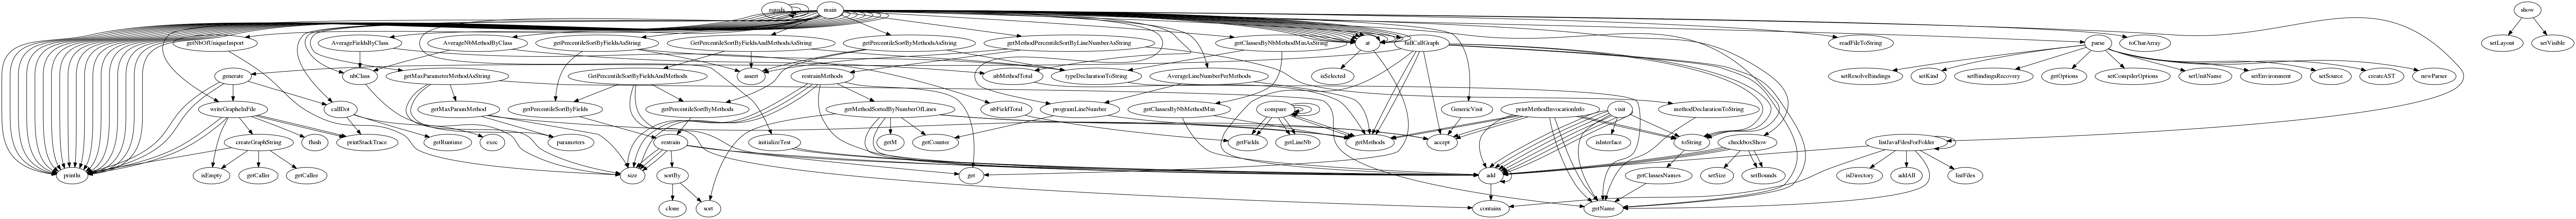 equals
main
show
getNbOfUniqueImport
AverageFieldsByClass
AverageNbMethodByClass
getPercentileSortByFieldsAsString
GetPercentileSortByFieldsAndMethodsAsString
getPercentileSortByMethodsAsString
getMethodPercentileSortByLineNumberAsString
getClassesByNbMethodMinAsString
at
fullCallGraph
readFileToString
parse
toCharArray
setLayout
setVisible
generate
nbClass
getMaxParameterMethodAsString
GetPercentileSortByFieldsAndMethods
assert
restrainMethods
nbMethodTotal
typeDeclarationToString
AverageLineNumberPerMethods
isSelected
setResolveBindings
setKind
setBindingsRecovery
getOptions
setCompilerOptions
setUnitName
setEnvironment
setSource
createAST
newParser
writeGrapheInFile
callDot
getMaxParamMethod
getPercentileSortByFields
getPercentileSortByMethods
getMethodSortedByNumberOfLines
nbFieldTotal
programLineNumber
getClassesByNbMethodMin
compare
GenericVisit
printMethodInvocationInfo
visit
methodDeclarationToString
createGraphString
flush
printStackTrace
getRuntime
exec
parameters
restrain
initializeTest
getM
getCounter
getFields
getLineNb
getMethods
accept
isInterface
toString
checkboxShow
listJavaFilesForFolder
println
isEmpty
getCaller
getCallee
size
sortBy
get
add
getClassesNames
setSize
setBounds
isDirectory
addAll
listFiles
clone
sort
contains
getName